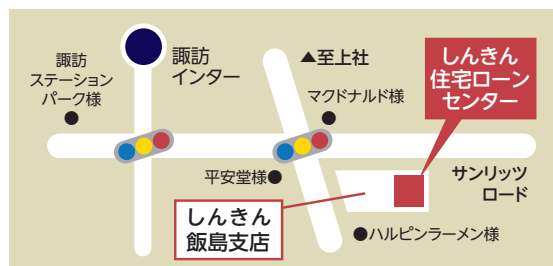 諏訪
ステーション
パーク様
諏訪
インター
▲至上社
マクドナルド様
しんきん
住宅ローン
センター
平安堂様
サンリッツ
ロード
しんきん
飯島支店
ハルピンラーメン様